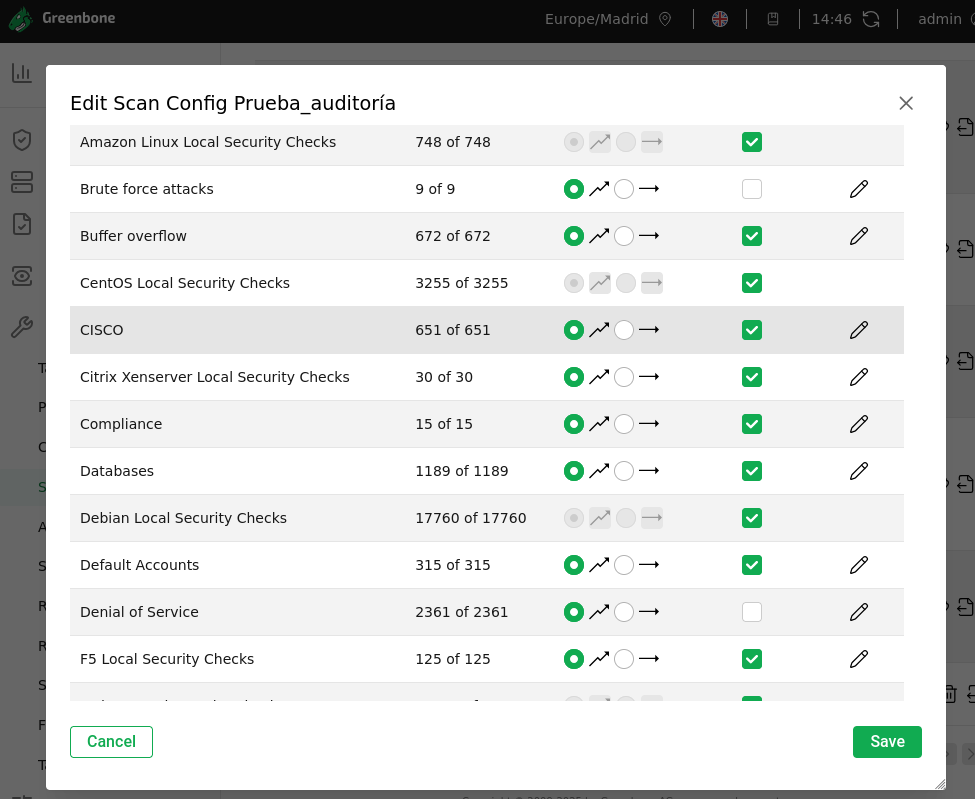 Greenbone
Europe/Madrid
14:46
admin
Edit Scan Config Prueba_auditoría
Amazon Linux Local Security Checks 748 of 748
Brute force attacks 9 of 9
Buffer overflow 672 of 672
CentOS Local Security Checks 3255 of 3255
CISCO 651 of 651
Citrix Xenserver Local Security Checks 30 of 30
Compliance 15 of 15
Databases 1189 of 1189
Debian Local Security Checks 17760 of 17760
Default Accounts 315 of 315
Denial of Service 2361 of 2361
F5 Local Security Checks 125 of 125
Cancel
Save